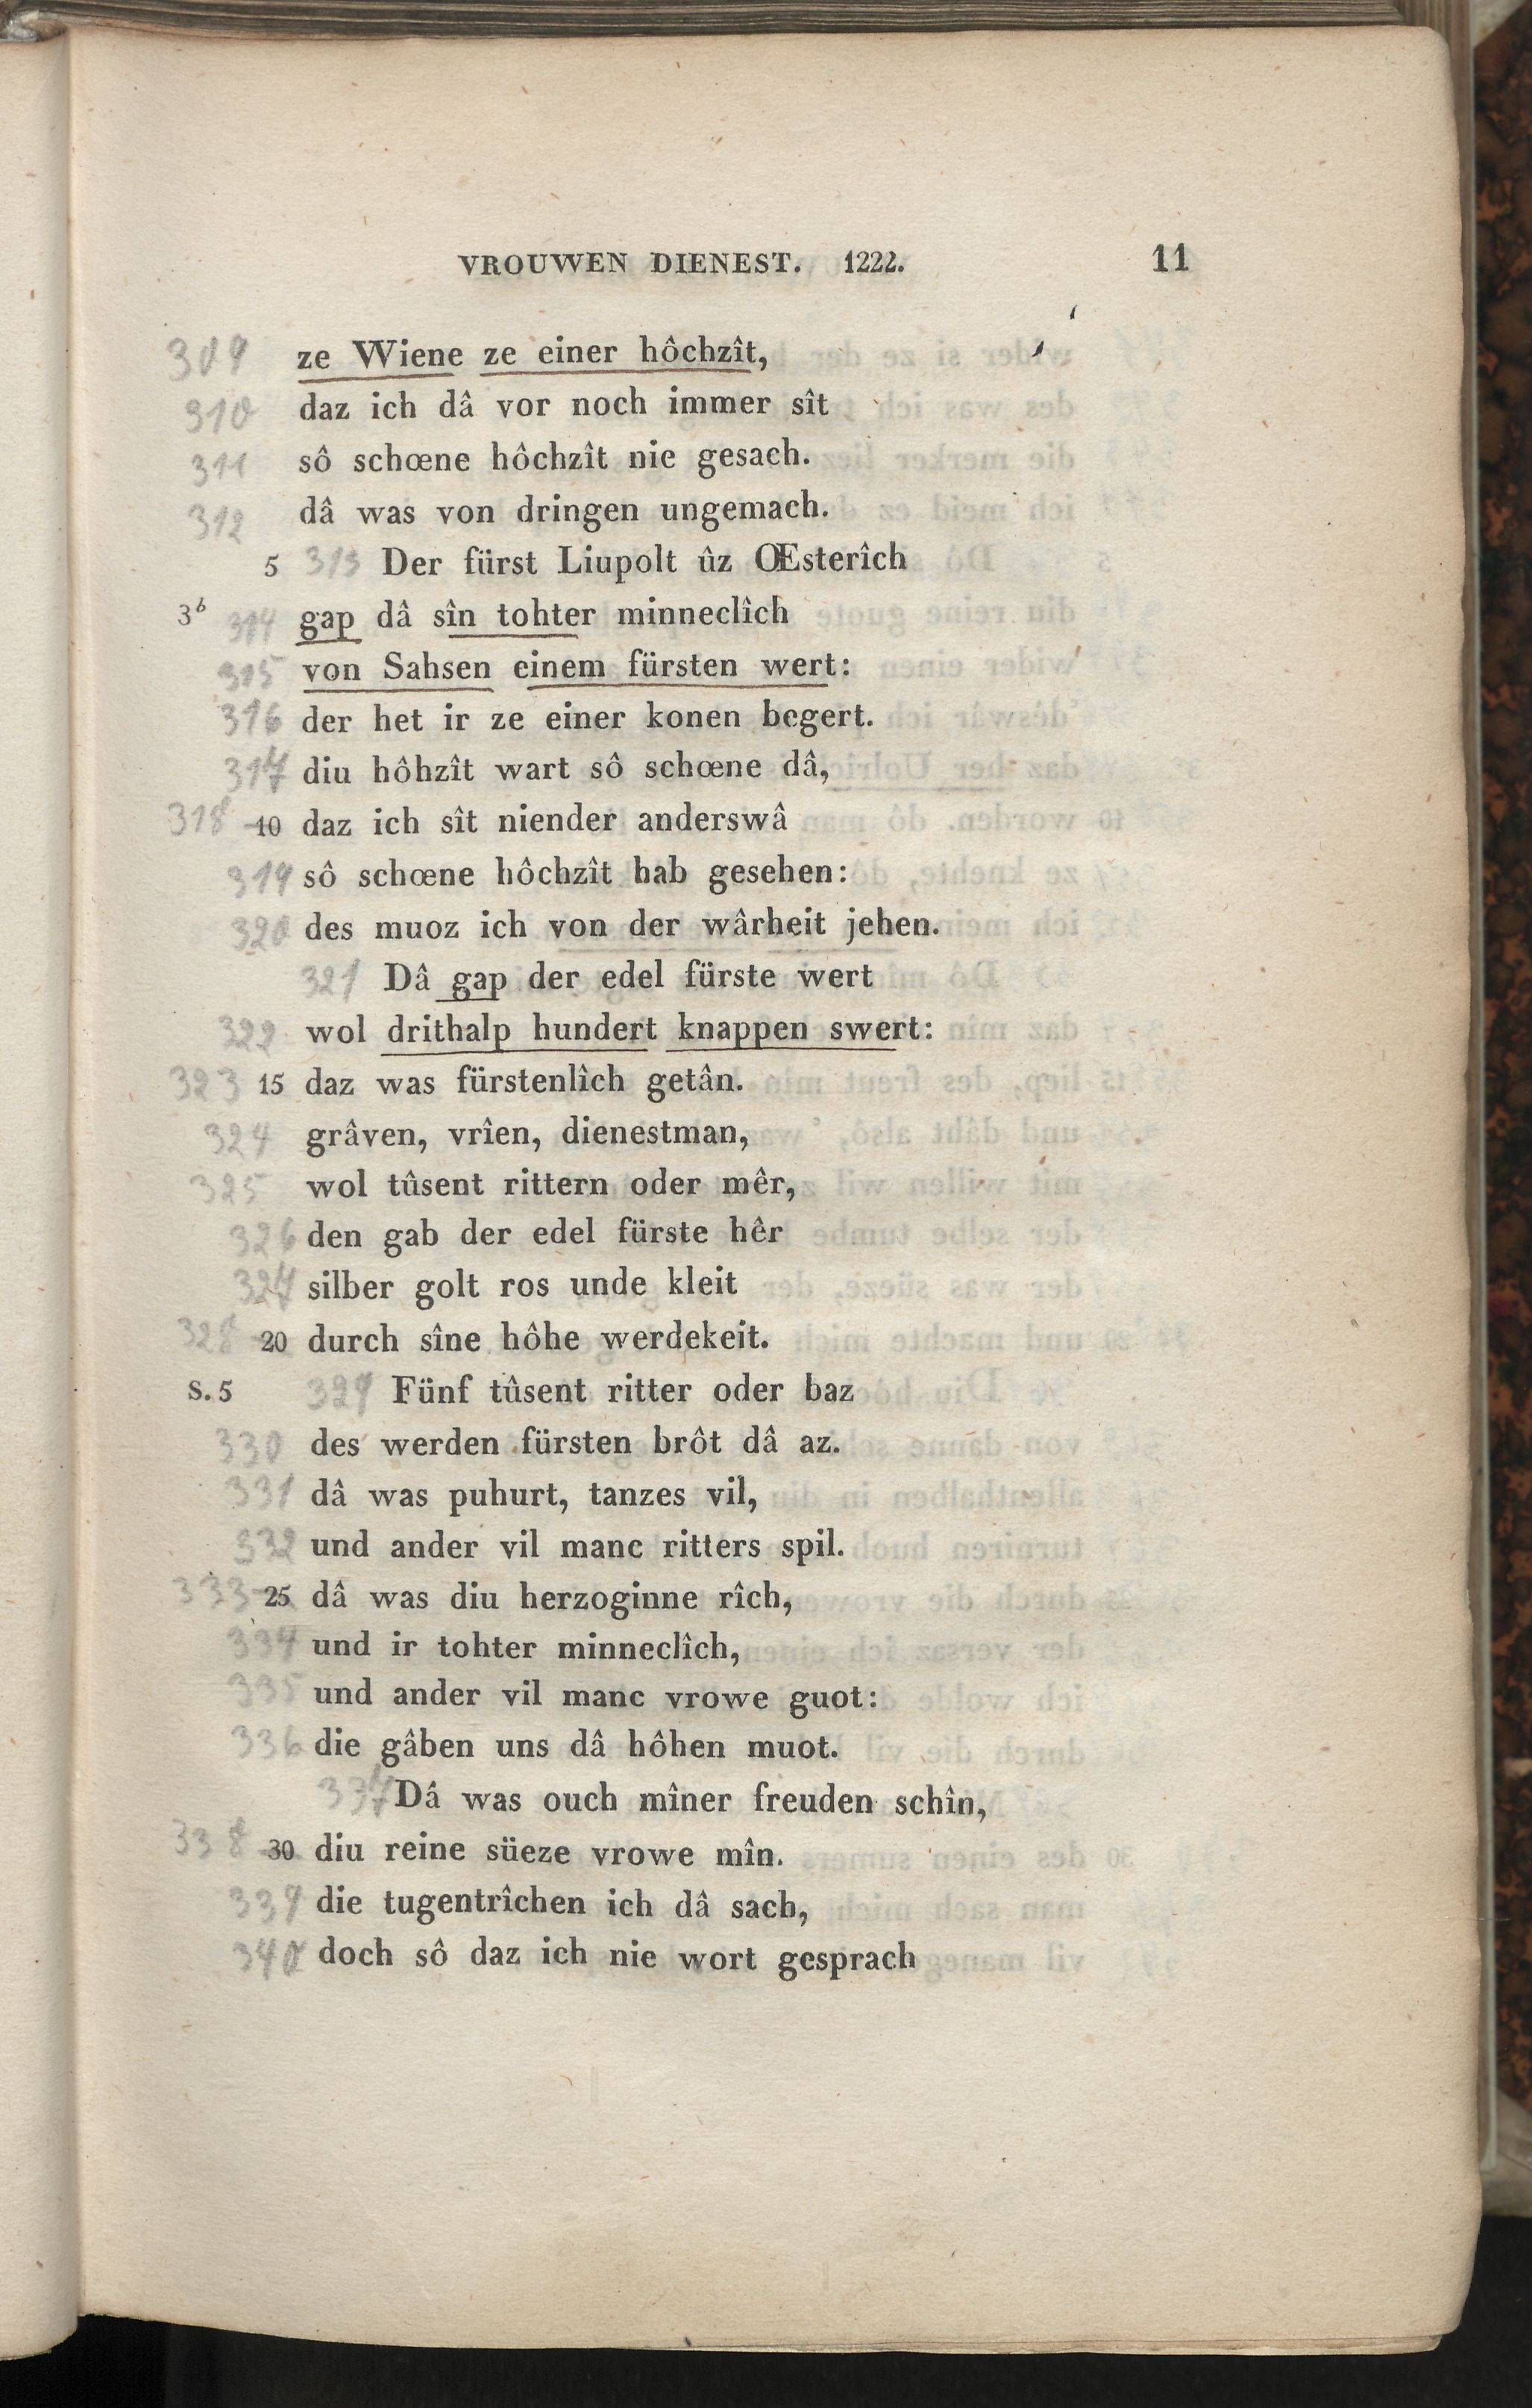 VROUWEN DIENEST. 1222. 11
309 ze Wiene ze einer hôchzît,
310 daz ich dâ vor noch immer sît
311 sô schœne hôchzît nie gesach.
312 dâ was von dringen ungemach.
5 313 Der fürst Liupolt ûz Œsterîch
3b 314 gap dâ sîn tohter minneclîch
315 von Sahsen einem fürsten wert:
316 der het ir ze einer konen begert.
317 diu hôhzît wart sô schœne dâ,
318 10 daz ich sît niender anderswâ
319 sô schœne hôchzît hab gesehen:
320 des muoz ich von der wârheit jehen.
321 Dâ gap der edel fürste wert
322 wol drithalp hundert knappen swert:
323 15 daz was fürstenlîch getân.
324 grâven, vrîen, dienestman,
325 wol tûsent rittern oder mêr,
326 den gab der edel fürste hêr
327 silber golt ros unde kleit
328 20 durch sîne hôhe werdekeit.
S. 5 329 Fünf tûsent ritter oder baz
330 des werden fürsten brôt dâ az.
331 dâ was puhurt, tanzes vil,
332 und ander vil manc ritters spil.
333 25 dâ was diu herzoginne rîch,
334 und ir tohter minneclîch,
335 und ander vil manc vrowe guot:
336 die gâben uns dâ hôhen muot.
337 Dâ was ouch mîner freuden schîn,
338 30 diu reine süeze vrowe mîn.
339 die tugentrîchen ich dâ sach,
340 doch sô daz ich nie wort gesprach